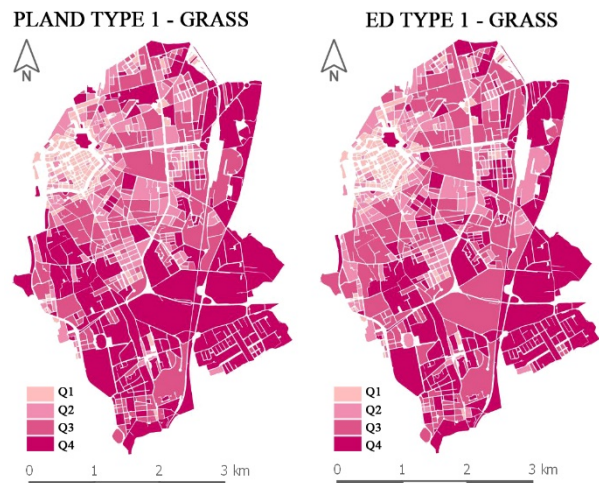 PLAND TYPE 1 - GRASS
N
Q1
Q2
Q3
Q4
0 1 2 3 km
ED TYPE 1 - GRASS
N
Q1
Q2
Q3
Q4
0 1 2 3 km